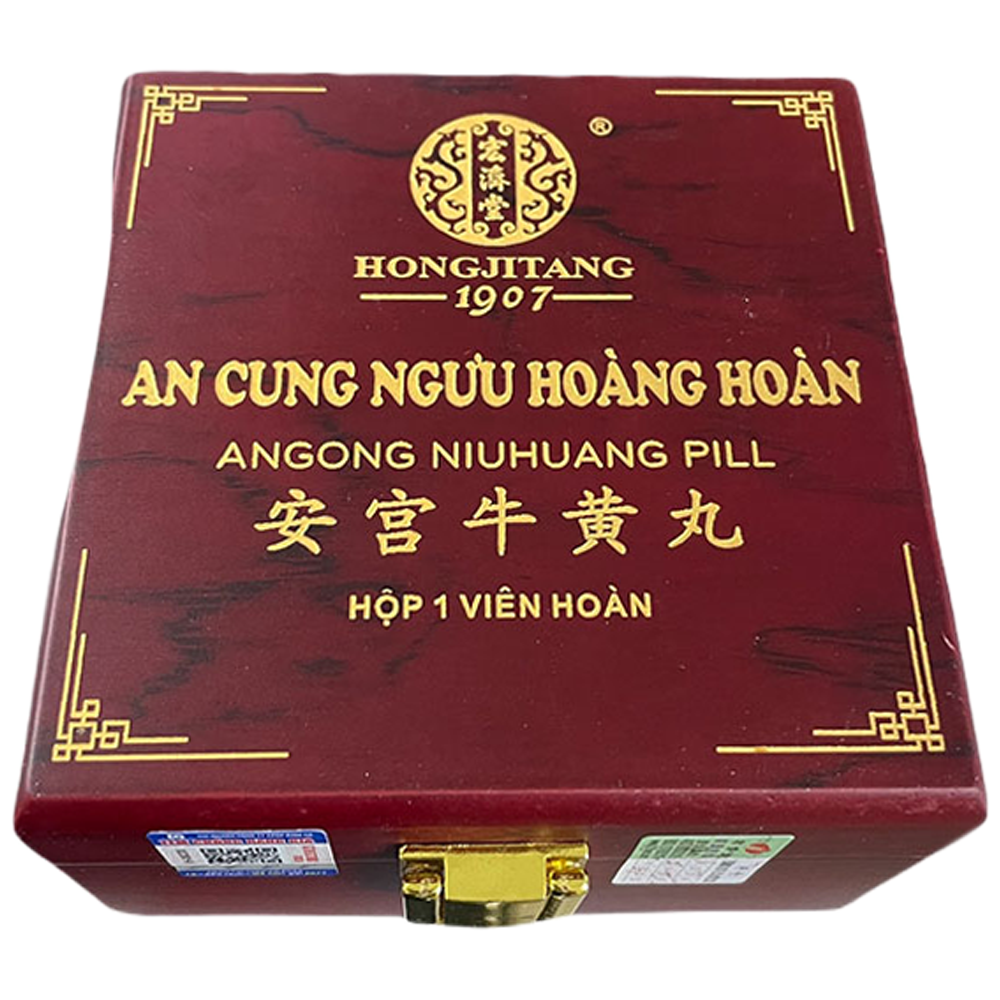 宏濟堂
®
HONGJITANG
1907
AN CUNG NGƯU HOÀNG HOÀN
ANGONG NIUHUANG PILL
安宫牛黄丸
HỘP 1 VIÊN HOÀN